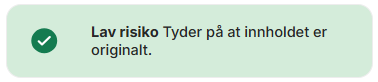 Lav risiko Tyder på at innholdet er
originalt.